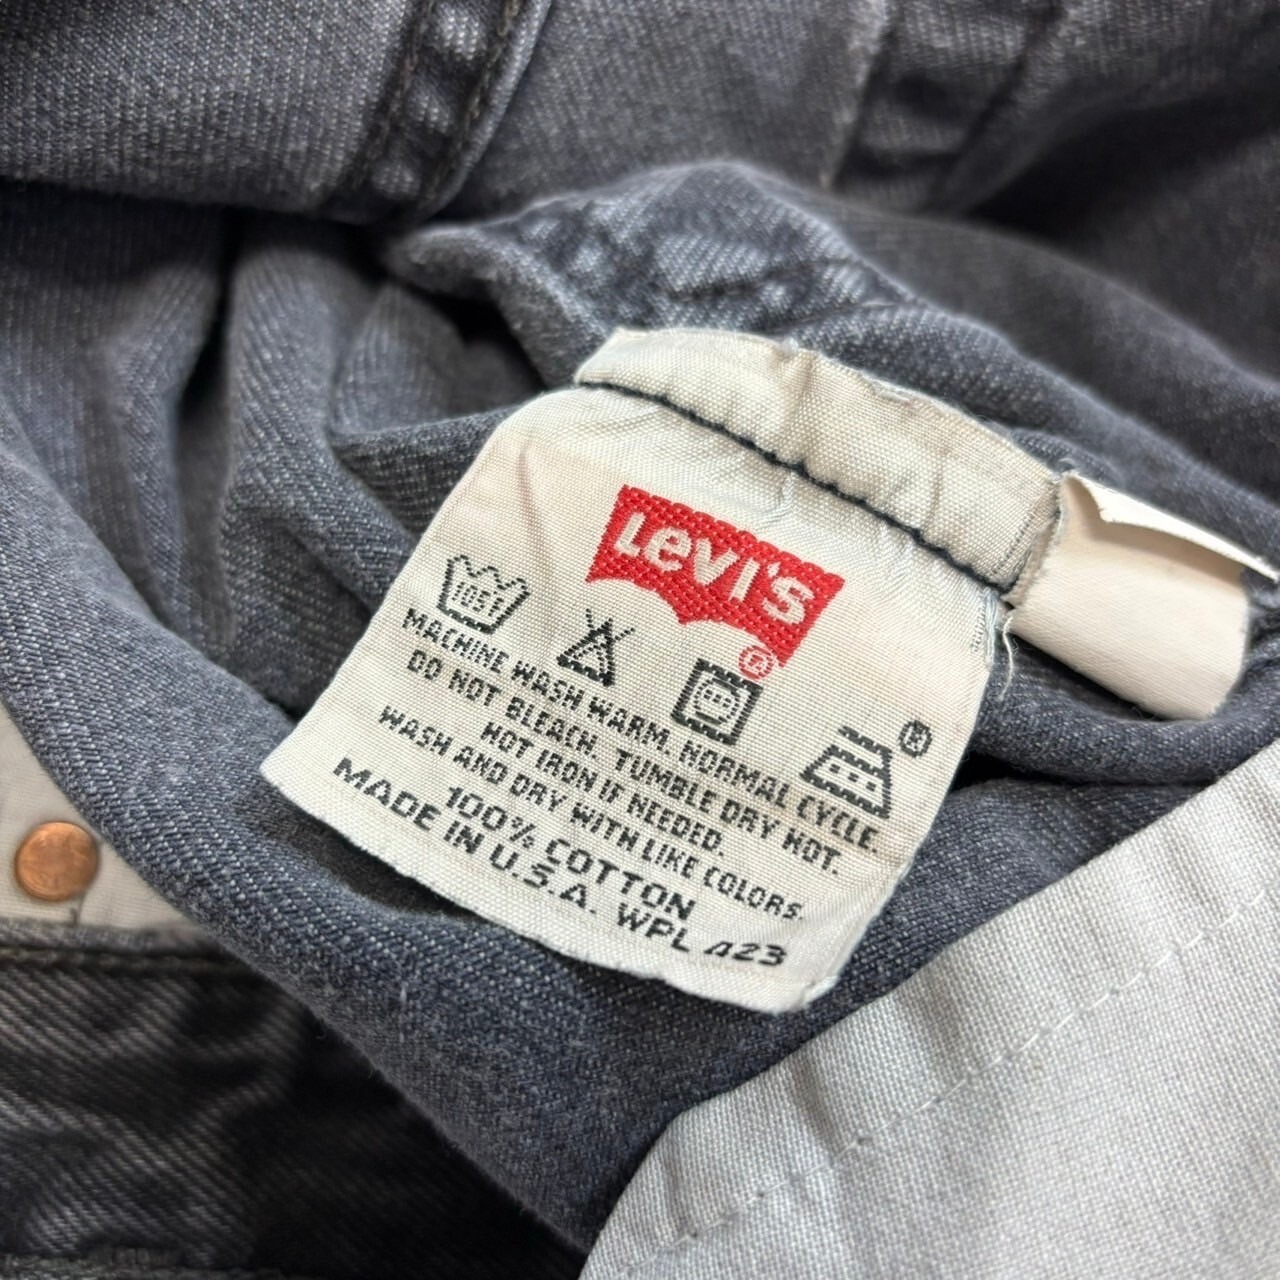 Levi's
®
105F
®
MACHINE WASH WARM. NORMAL CYCLE.
DO NOT BLEACH. TUMBLE DRY HOT.
HOT IRON IF NEEDED.
WASH AND DRY WITH LIKE COLORS.
100% COTTON
MADE IN U.S.A. WPL 423